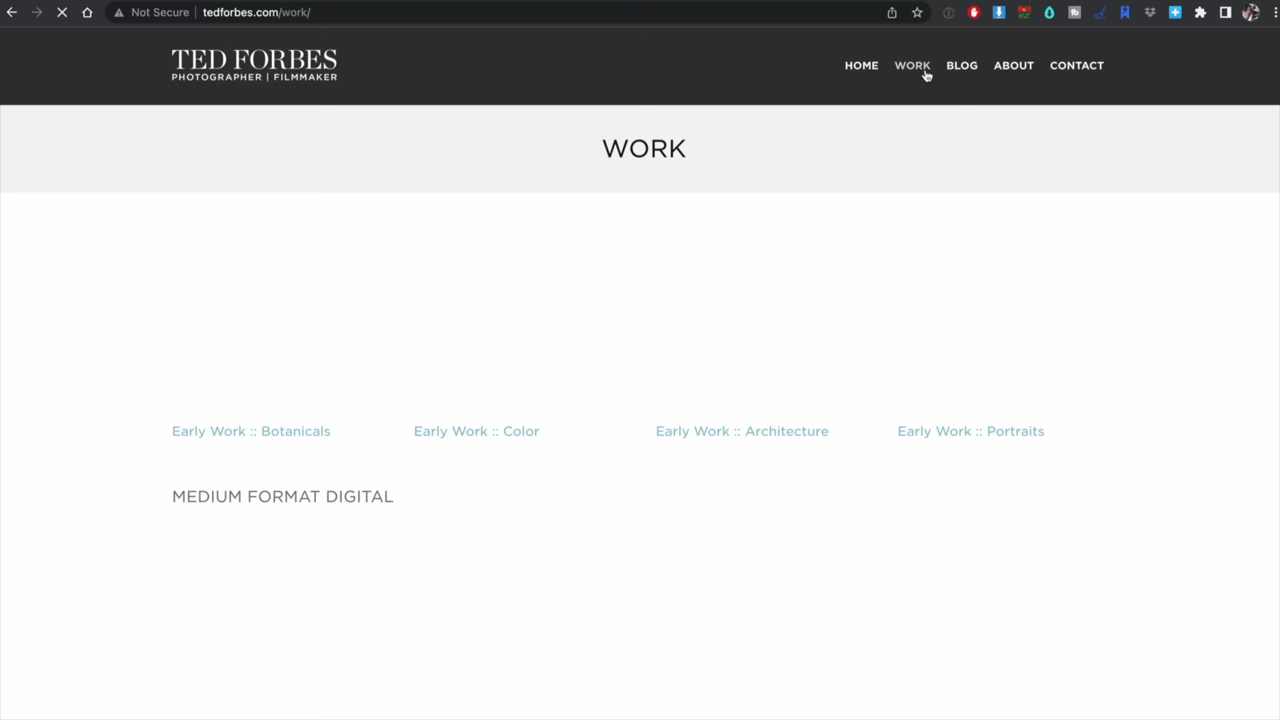 Not Secure
tedforbes.com/work/
TED FORBES
PHOTOGRAPHER | FILMMAKER
HOME WORK BLOG ABOUT CONTACT
WORK
Early Work :: Botanicals
Early Work :: Color
Early Work :: Architecture
Early Work :: Portraits
MEDIUM FORMAT DIGITAL